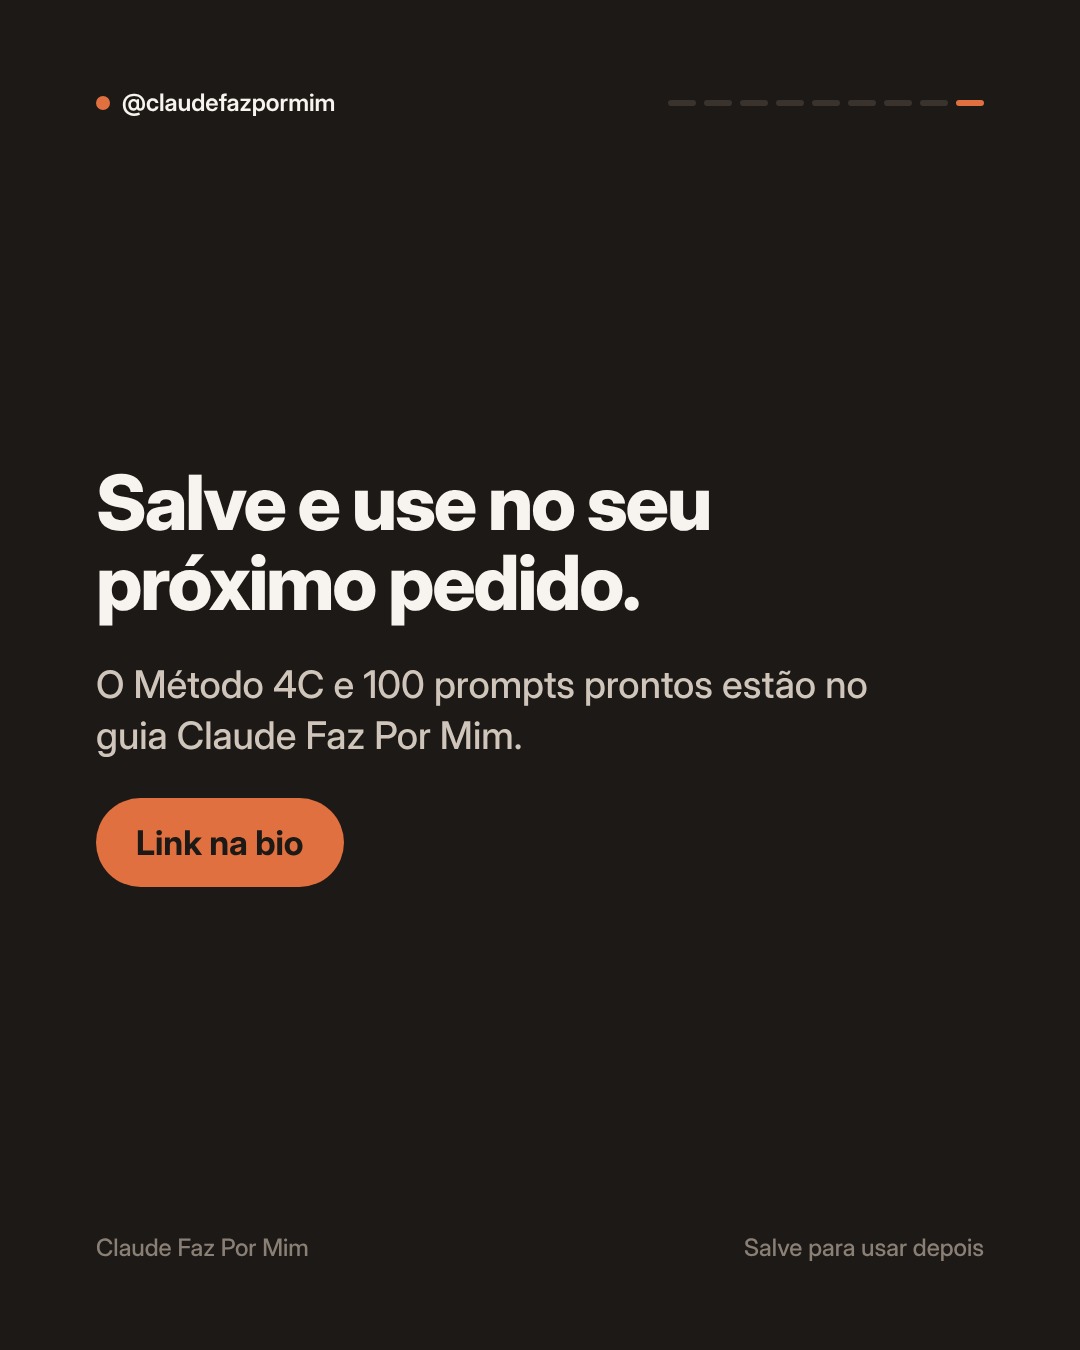 @claudefazpormim
Salve e use no seu
próximo pedido.
O Método 4C e 100 prompts prontos estão no
guia Claude Faz Por Mim.
Link na bio
Claude Faz Por Mim
Salve para usar depois